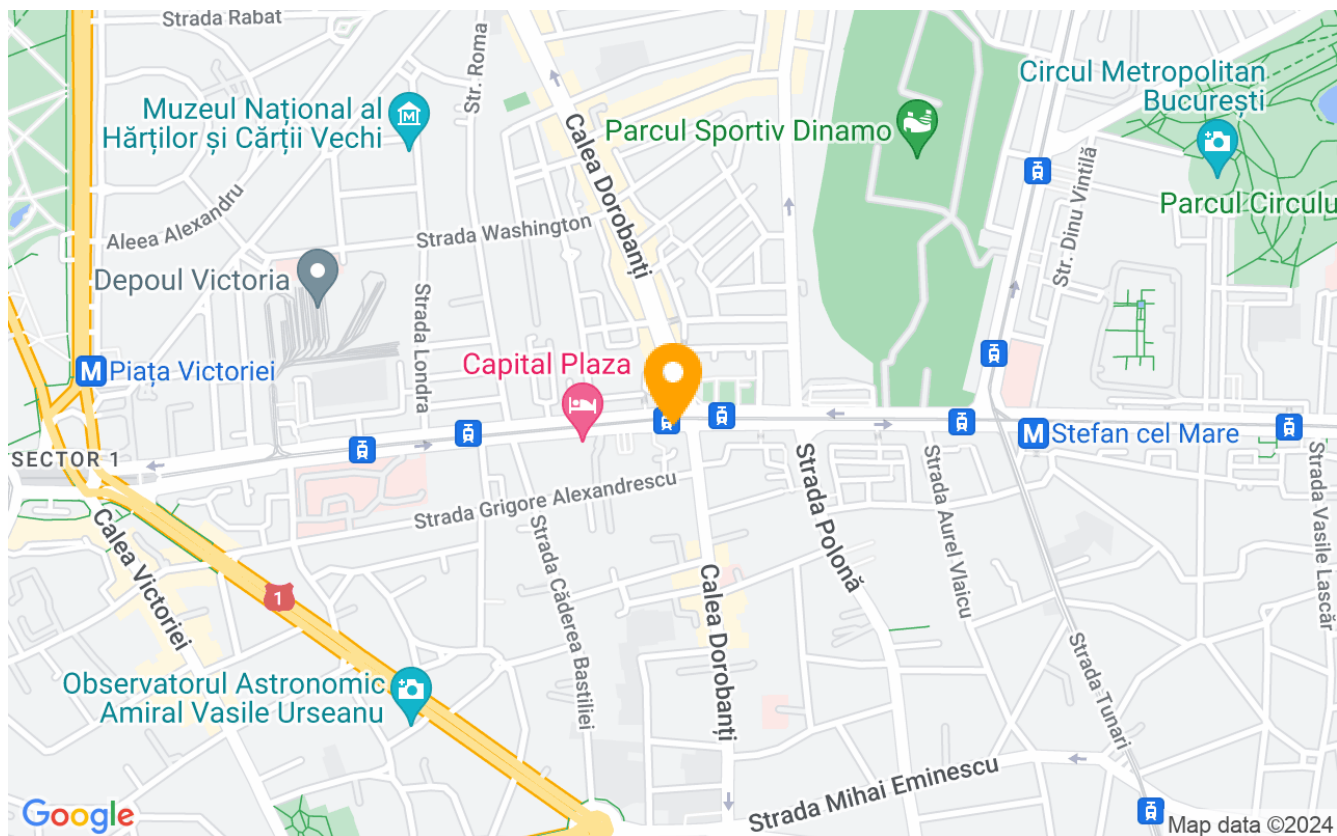 Strada Rabat
Str. Roma
Circul Metropolitan
București
Muzeul Național al
Hărților și Cărții Vechi
Calea Dorobanți
Parcul Sportiv Dinamo
Str. Dinu Vintilă
Parcul Circulu
Aleea Alexandru
Strada Washington
Depoul Victoria
Strada Londra
Capital Plaza
M Piața Victoriei
M Stefan cel Mare
SECTOR 1
Strada Grigore Alexandrescu
Strada Căderea Bastiliei
Strada Polonă
Strada Aurel Vlaicu
Strada Vasile Lascăr
Calea Victoriei
1
Calea Dorobanți
Strada Tunari
Observatorul Astronomic
Amiral Vasile Urseanu
Strada Mihai Eminescu
Google
Map data ©2024